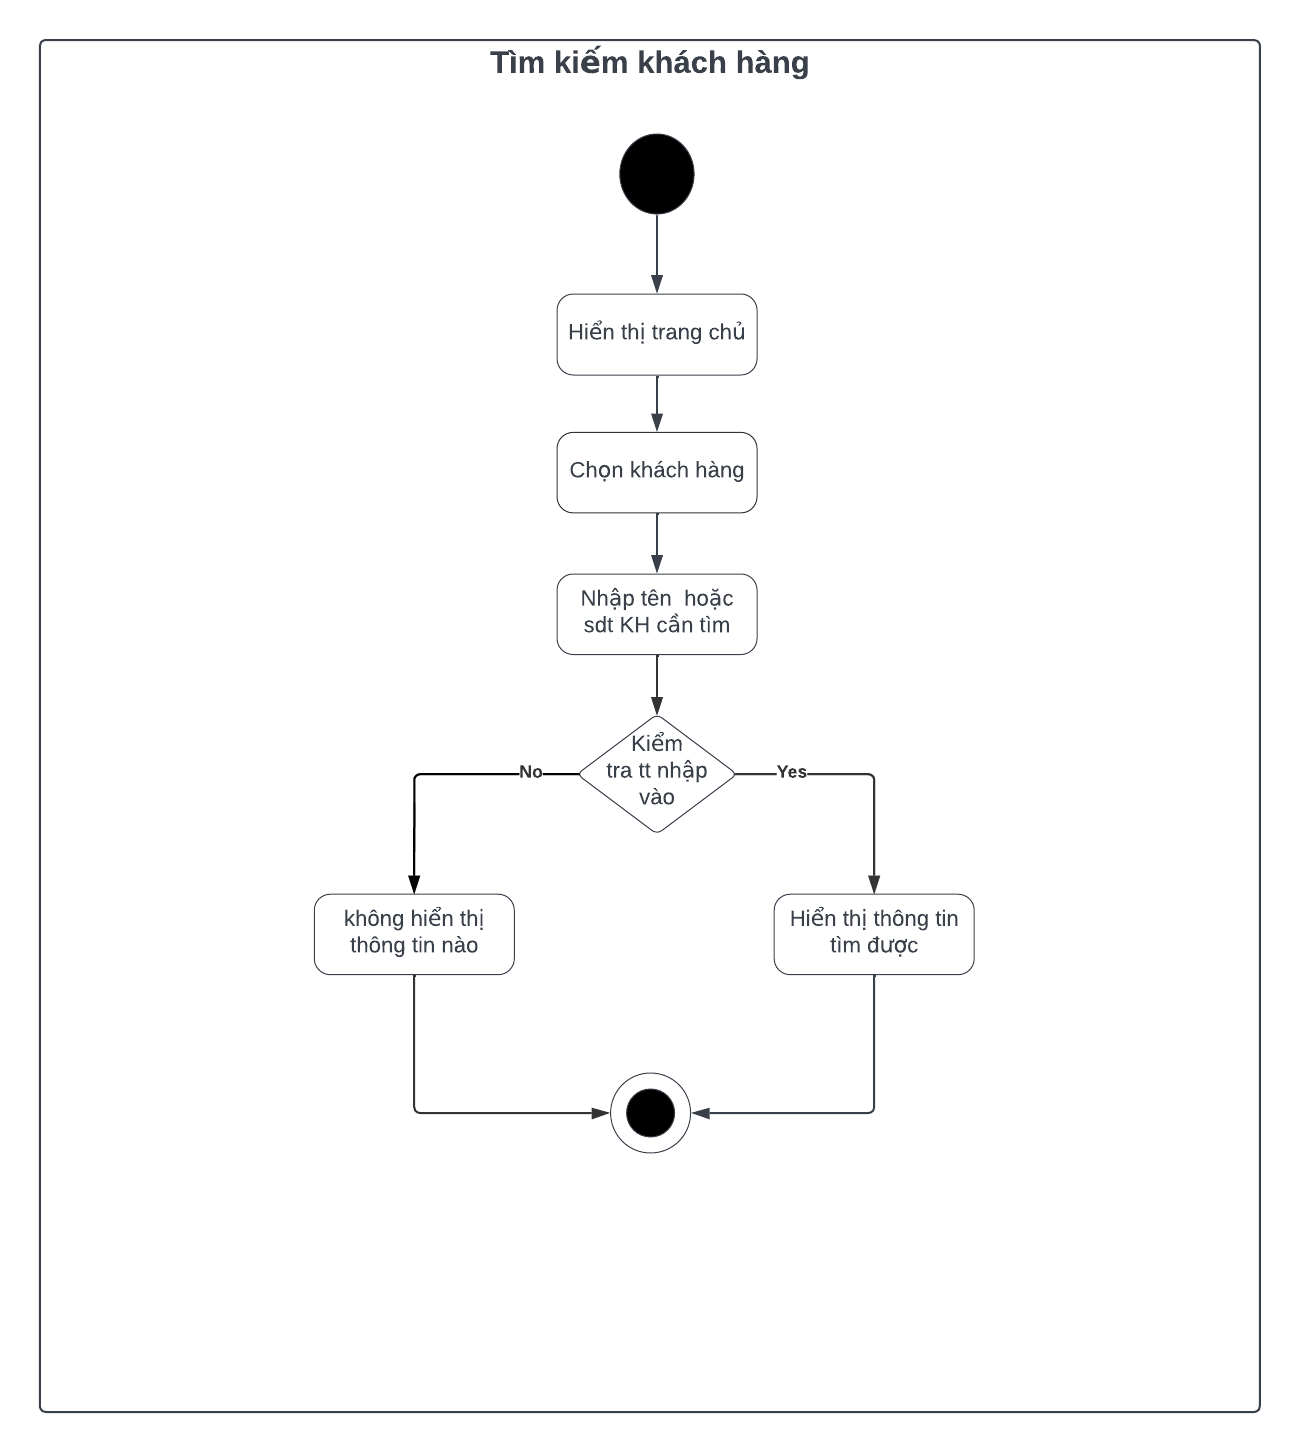 Tìm kiếm khách hàng
Hiển thị trang chủ
Chọn khách hàng
Nhập tên  hoặc
sdt KH cần tìm
Kiểm
tra tt nhập
vào
No
Yes
không hiển thị
thông tin nào
Hiển thị thông tin
tìm được